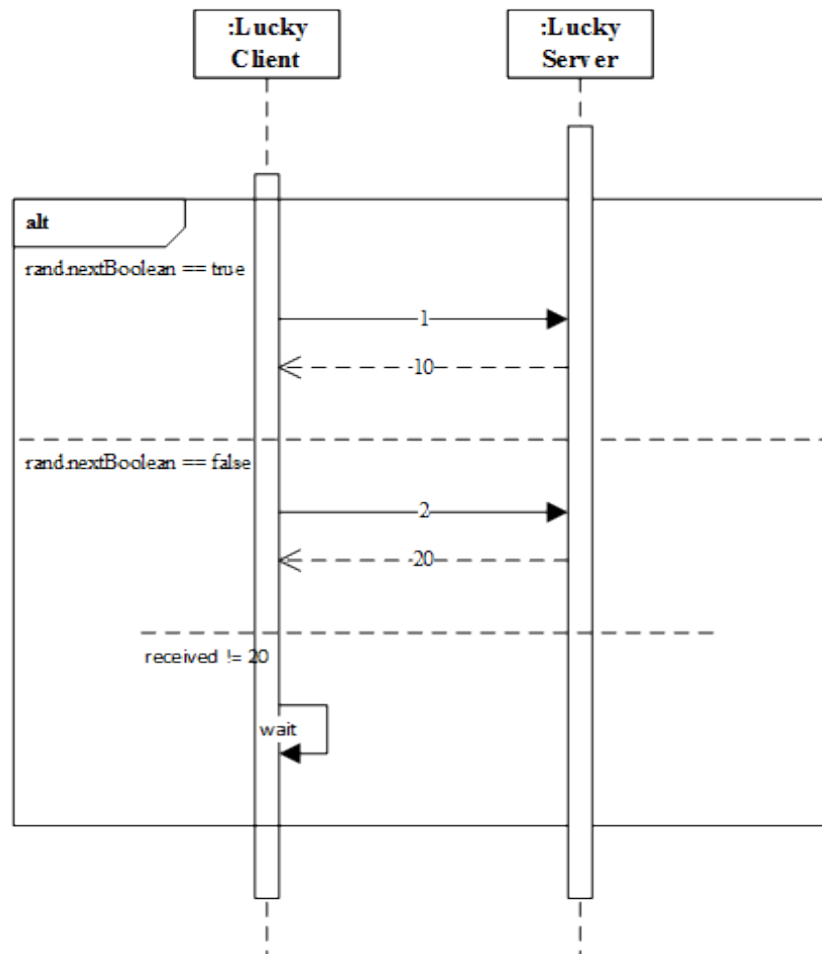 :Lucky
Client
:Lucky
Server
alt
rand.nextBoolean == true
1
-10
rand.nextBoolean == false
2
-20
received != 20
wait